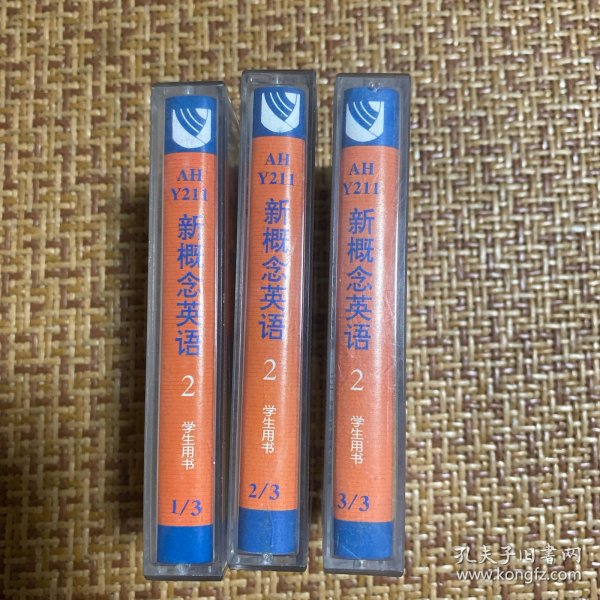 AH
Y211
新概念英语
2
学生用书
1/3
AH
Y211
新概念英语
2
学生用书
2/3
AH
Y211
新概念英语
2
学生用书
3/3
孔夫子旧書网
www.kongfz.com